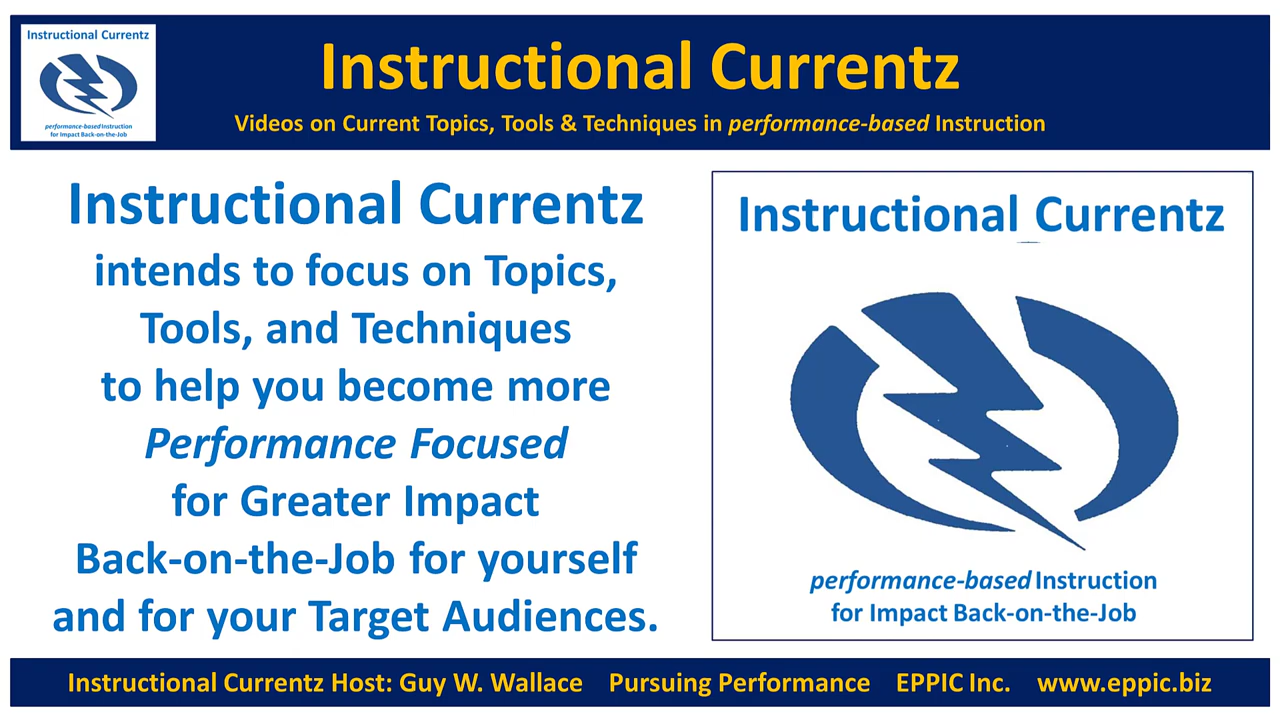 Instructional Currentz
performance-based Instruction
for Impact Back-on-the-Job
Instructional Currentz
Videos on Current Topics, Tools & Techniques in performance-based Instruction
Instructional Currentz
intends to focus on Topics,
Tools, and Techniques
to help you become more
Performance Focused
for Greater Impact
Back-on-the-Job for yourself
and for your Target Audiences.
Instructional Currentz
performance-based Instruction
for Impact Back-on-the-Job
Instructional Currentz Host: Guy W. Wallace Pursuing Performance EPPIC Inc. www.eppic.biz